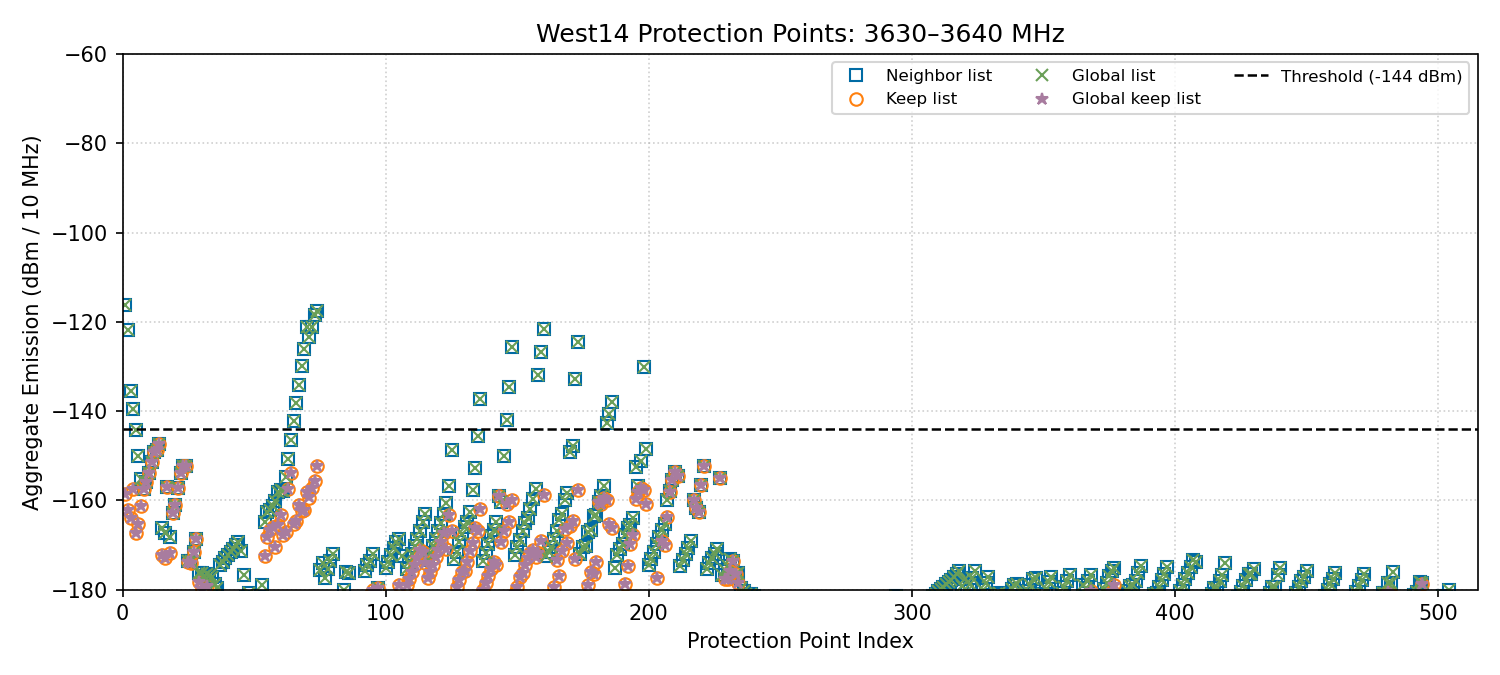 West14 Protection Points: 3630–3640 MHz
Neighbor list
Keep list
Global list
Global keep list
Threshold (-144 dBm)
Aggregate Emission (dBm / 10 MHz)
−60
−80
−100
−120
−140
−160
−180
0
100
200
300
400
500
Protection Point Index